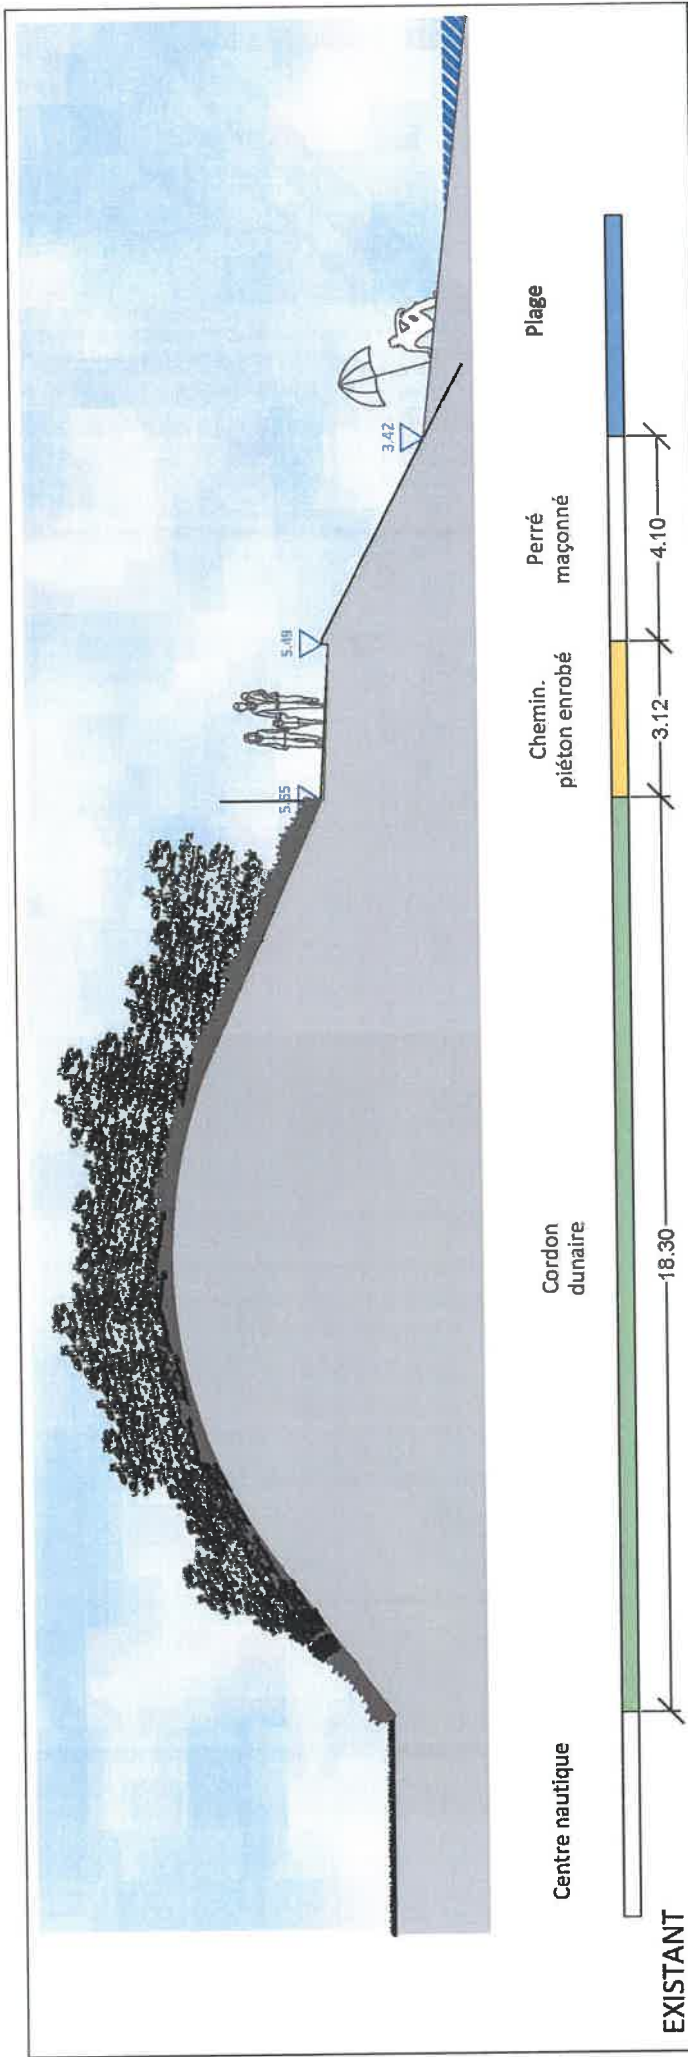 5.65
5.49
3.42
Centre nautique
Cordon
dunaire
Chemin.
piéton enrobé
Perré
maçonné
Plage
18.30
3.12
4.10
EXISTANT